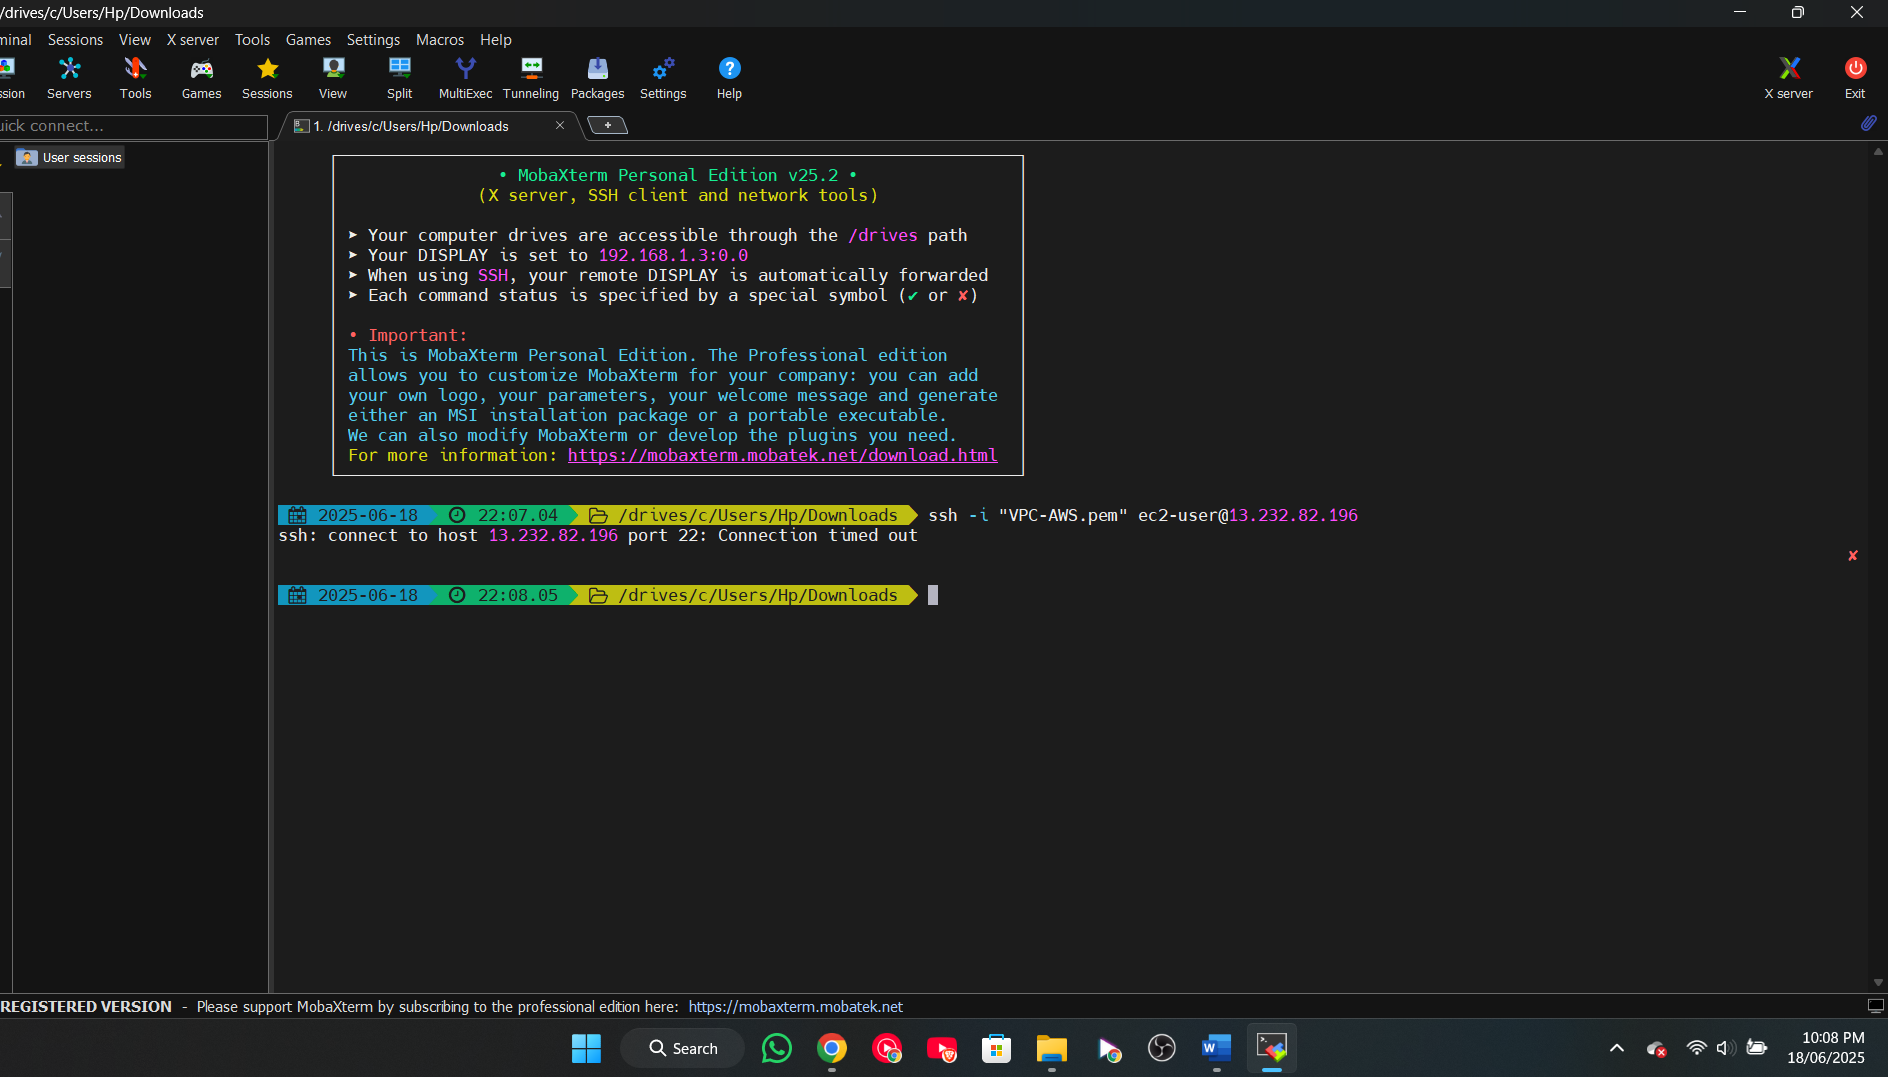 /drives/c/Users/Hp/Downloads
minal Sessions View X server Tools Games Settings Macros Help
ssion Servers Tools Games Sessions View Split MultiExec Tunneling Packages Settings Help X server Exit
uick connect...
1. /drives/c/Users/Hp/Downloads
User sessions
• MobaXterm Personal Edition v25.2 •
(X server, SSH client and network tools)
➤ Your computer drives are accessible through the /drives path
➤ Your DISPLAY is set to 192.168.1.3:0.0
➤ When using SSH, your remote DISPLAY is automatically forwarded
➤ Each command status is specified by a special symbol (✔ or ✘)
• Important:
This is MobaXterm Personal Edition. The Professional edition
allows you to customize MobaXterm for your company: you can add
your own logo, your parameters, your welcome message and generate
either an MSI installation package or a portable executable.
We can also modify MobaXterm or develop the plugins you need.
For more information: https://mobaxterm.mobatek.net/download.html
2025-06-18 22:07.04 /drives/c/Users/Hp/Downloads ssh -i "VPC-AWS.pem" ec2-user@13.232.82.196
ssh: connect to host 13.232.82.196 port 22: Connection timed out
✘
2025-06-18 22:08.05 /drives/c/Users/Hp/Downloads
REGISTERED VERSION - Please support MobaXterm by subscribing to the professional edition here: https://mobaxterm.mobatek.net
Search
10:08 PM
18/06/2025